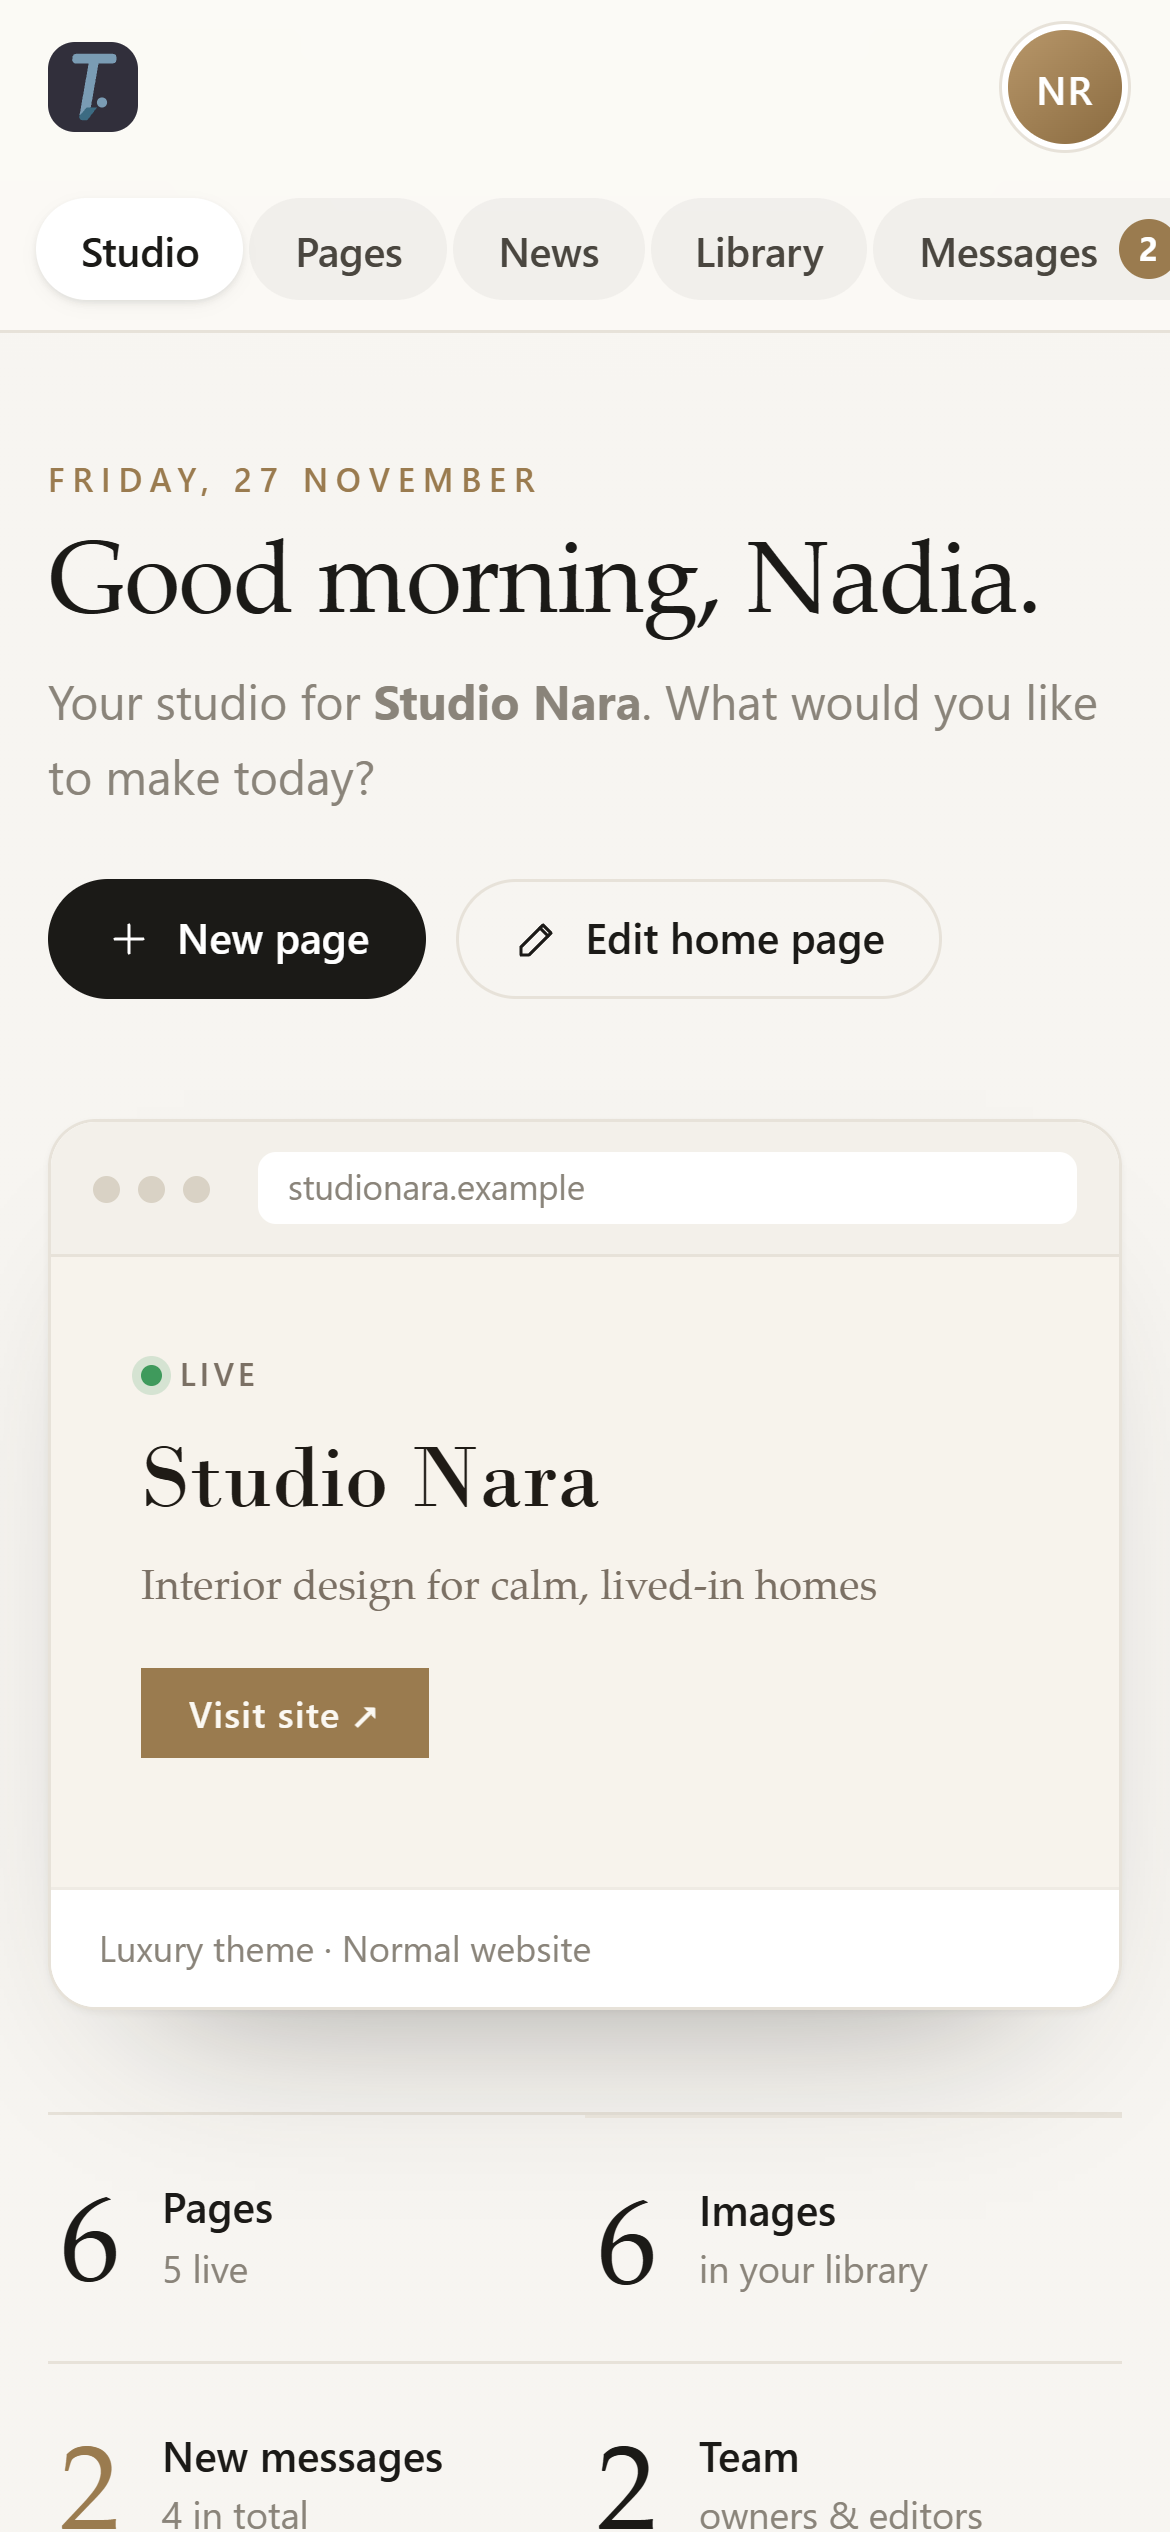 T.
NR
Studio
Pages
News
Library
Messages 2
FRIDAY, 27 NOVEMBER
Good morning, Nadia.
Your studio for Studio Nara. What would you like
to make today?
+ New page
Edit home page
studionara.example
LIVE
Studio Nara
Interior design for calm, lived-in homes
Visit site ↗
Luxury theme · Normal website
6 Pages
5 live
6 Images
in your library
2 New messages
4 in total
2 Team
owners & editors